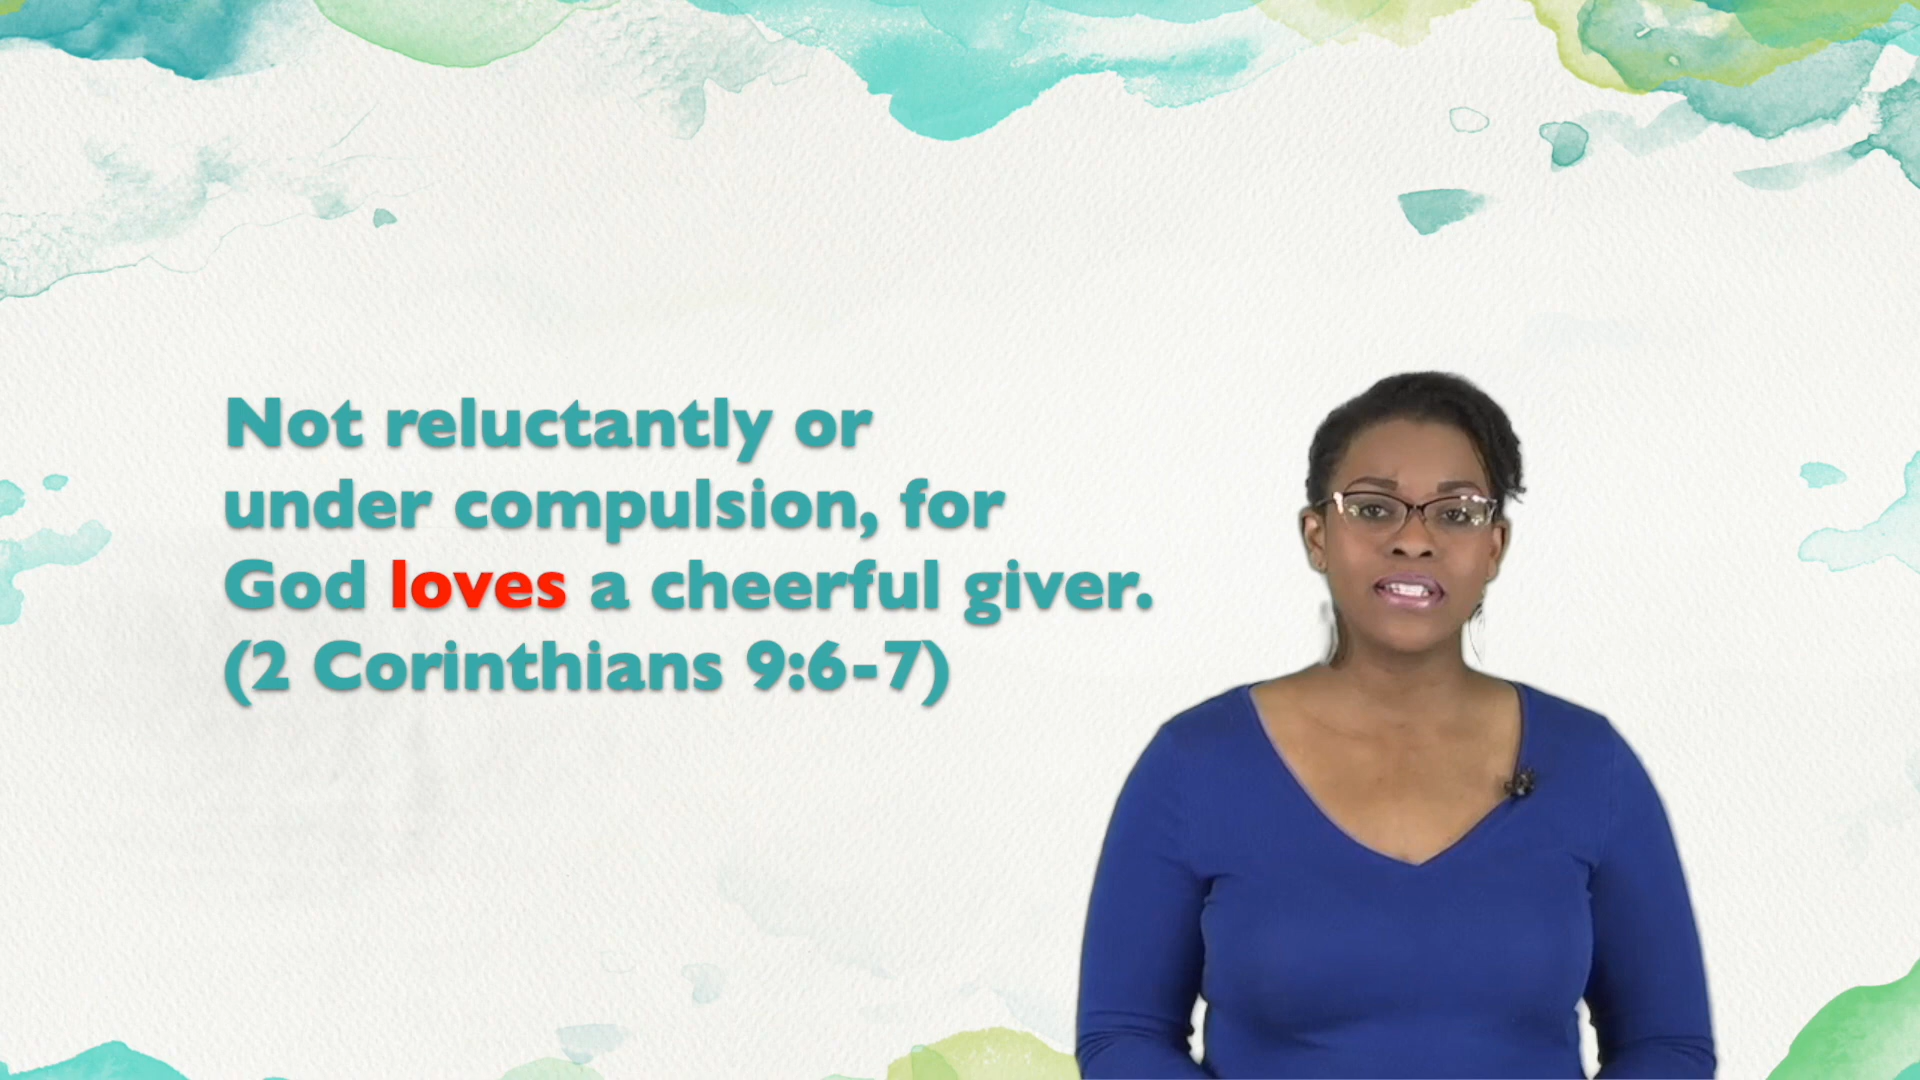 Not reluctantly or
under compulsion, for
God loves a cheerful giver.
(2 Corinthians 9:6-7)